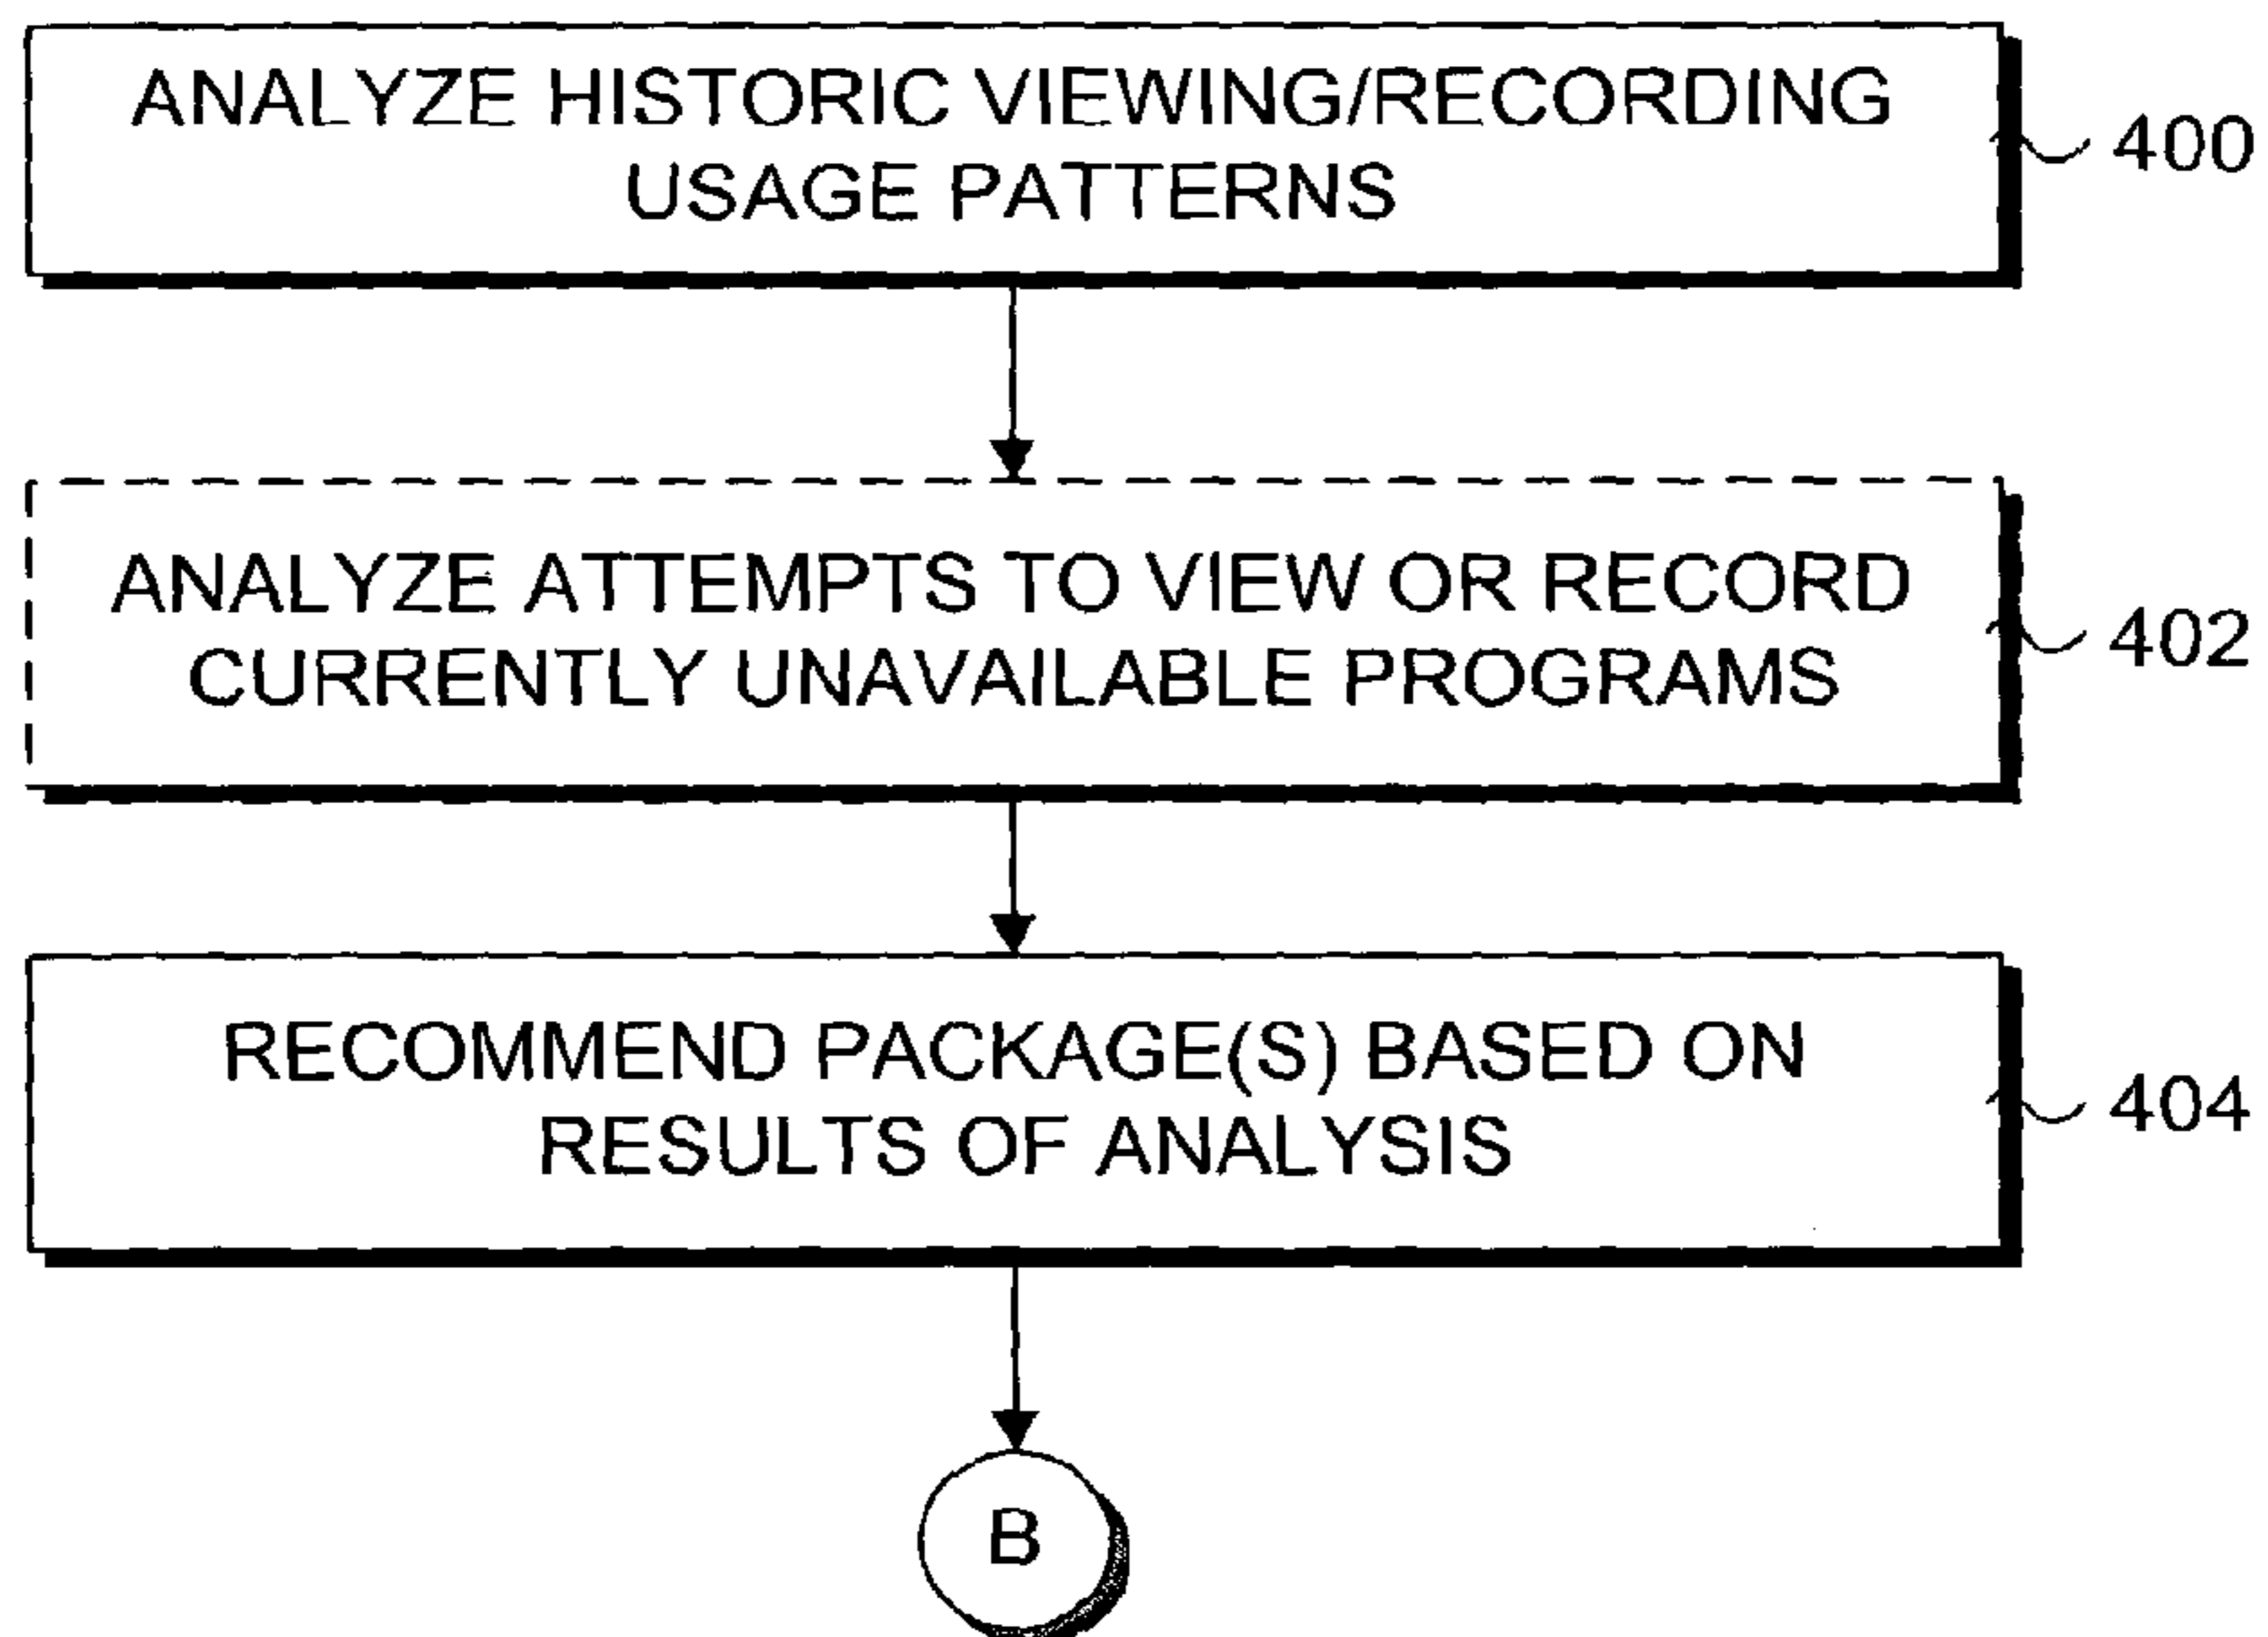 ANALYZE HISTORIC VIEWING/RECORDING
USAGE PATTERNS
400
ANALYZE ATTEMPTS TO VIEW OR RECORD
CURRENTLY UNAVAILABLE PROGRAMS
402
RECOMMEND PACKAGE(S) BASED ON
RESULTS OF ANALYSIS
404
B